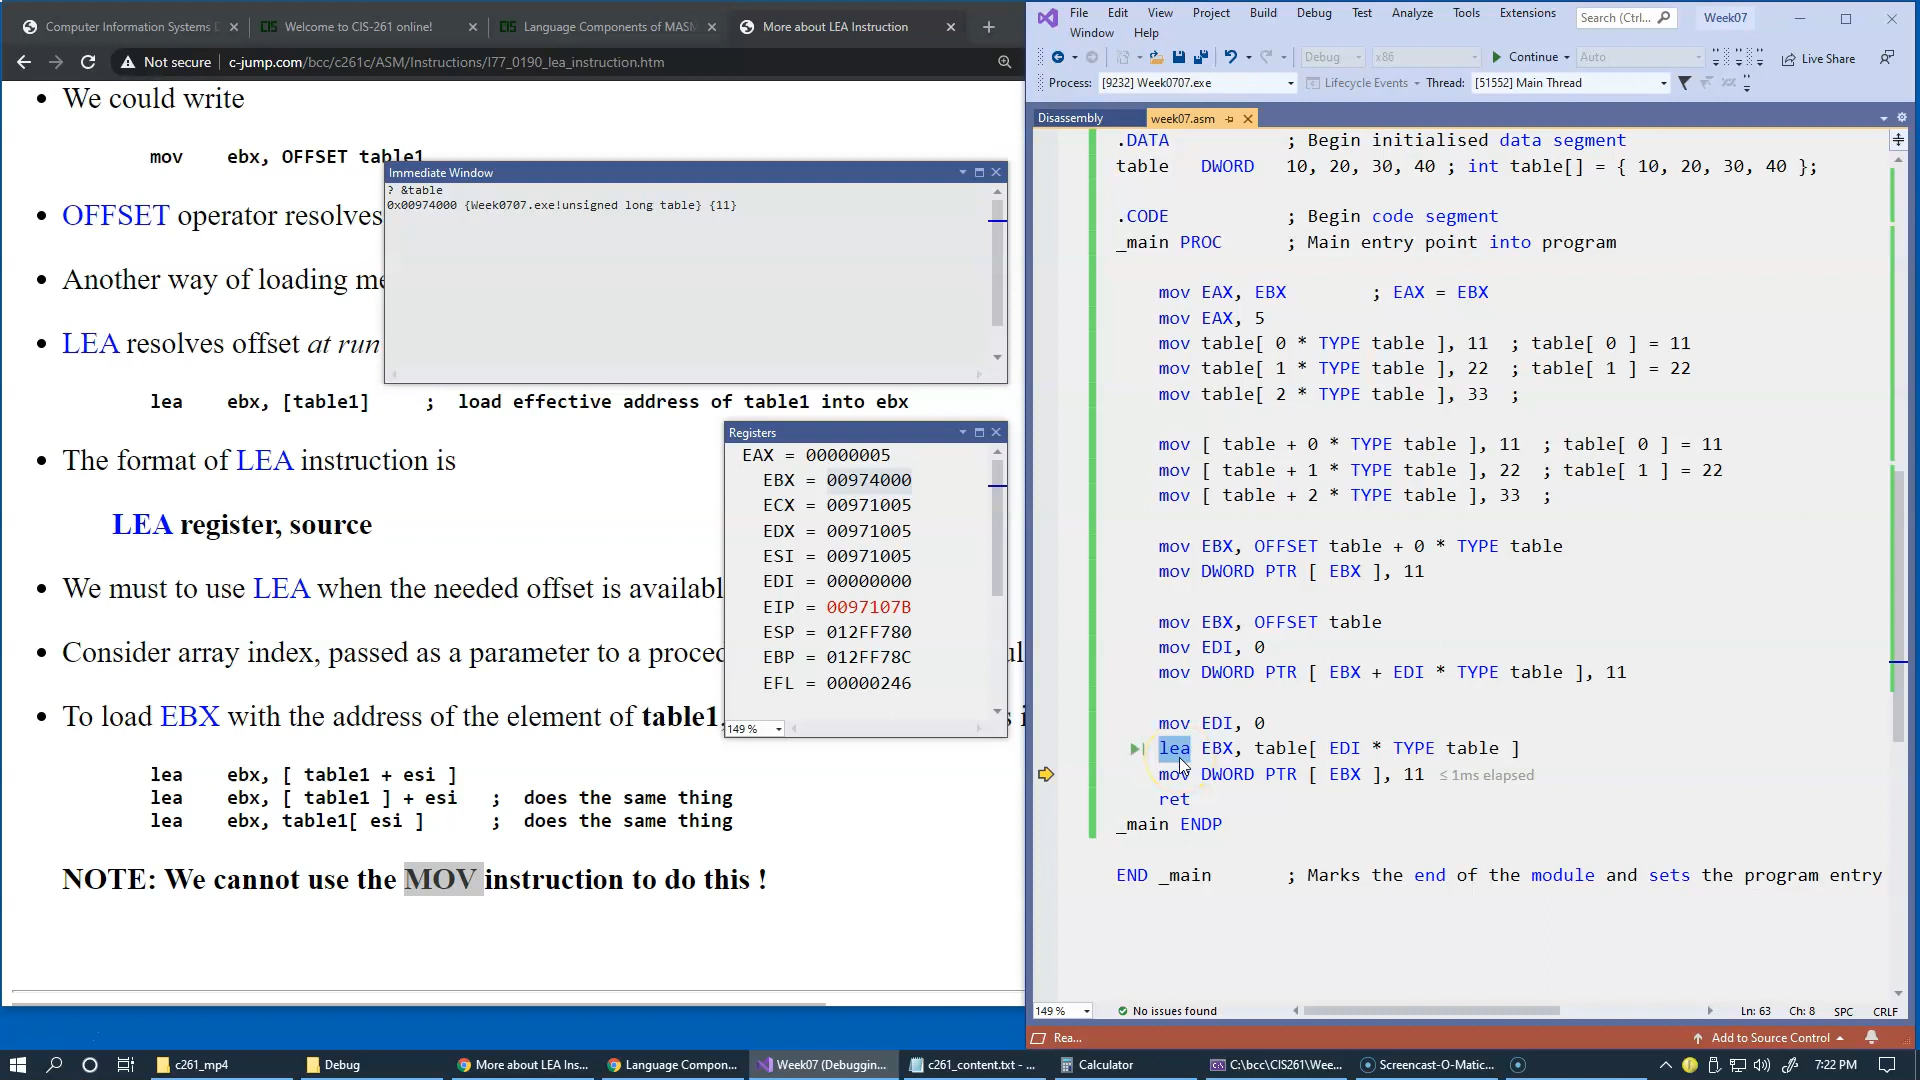 Computer Information Systems D
Welcome to CIS-261 online!
Language Components of MASM
More about LEA Instruction
Not secure
c-jump.com/bcc/c261c/ASM/Instructions/I77_0190_lea_instruction.htm
We could write
mov ebx, OFFSET table1
OFFSET operator resolves
Another way of loading me
LEA resolves offset at run
lea ebx, [table1] ; load effective address of table1 into ebx
The format of LEA instruction is
LEA register, source
We must to use LEA when the needed offset is availabl
Consider array index, passed as a parameter to a proced
To load EBX with the address of the element of table1,
lea ebx, [ table1 + esi ]
lea ebx, [ table1 ] + esi ; does the same thing
lea ebx, table1[ esi ] ; does the same thing
NOTE: We cannot use the MOV instruction to do this !
Immediate Window
? &table
0x00974000 {Week0707.exe!unsigned long table} {11}
Registers
EAX = 00000005
EBX = 00974000
ECX = 00971005
EDX = 00971005
ESI = 00971005
EDI = 00000000
EIP = 0097107B
ESP = 012FF780
EBP = 012FF78C
EFL = 00000246
149 %
File Edit View Project Build Debug Test Analyze Tools Extensions
Window Help
Search (Ctrl...
Week07
Debug x86 Continue Auto Live Share
Process: [9232] Week0707.exe Lifecycle Events Thread: [51552] Main Thread
Disassembly
week07.asm
.DATA ; Begin initialised data segment
table DWORD 10, 20, 30, 40 ; int table[] = { 10, 20, 30, 40 };
.CODE ; Begin code segment
_main PROC ; Main entry point into program
mov EAX, EBX ; EAX = EBX
mov EAX, 5
mov table[ 0 * TYPE table ], 11 ; table[ 0 ] = 11
mov table[ 1 * TYPE table ], 22 ; table[ 1 ] = 22
mov table[ 2 * TYPE table ], 33 ;
mov [ table + 0 * TYPE table ], 11 ; table[ 0 ] = 11
mov [ table + 1 * TYPE table ], 22 ; table[ 1 ] = 22
mov [ table + 2 * TYPE table ], 33 ;
mov EBX, OFFSET table + 0 * TYPE table
mov DWORD PTR [ EBX ], 11
mov EBX, OFFSET table
mov EDI, 0
mov DWORD PTR [ EBX + EDI * TYPE table ], 11
mov EDI, 0
lea EBX, table[ EDI * TYPE table ]
mov DWORD PTR [ EBX ], 11 ≤ 1ms elapsed
ret
_main ENDP
END _main ; Marks the end of the module and sets the program entry
149 % No issues found Ln: 63 Ch: 8 SPC CRLF
Rea... Add to Source Control
c261_mp4
Debug
More about LEA Ins...
Language Compon...
Week07 (Debuggin...
c261_content.txt - ...
Calculator
C:\bcc\CIS261\Wee...
Screencast-O-Matic...
7:22 PM